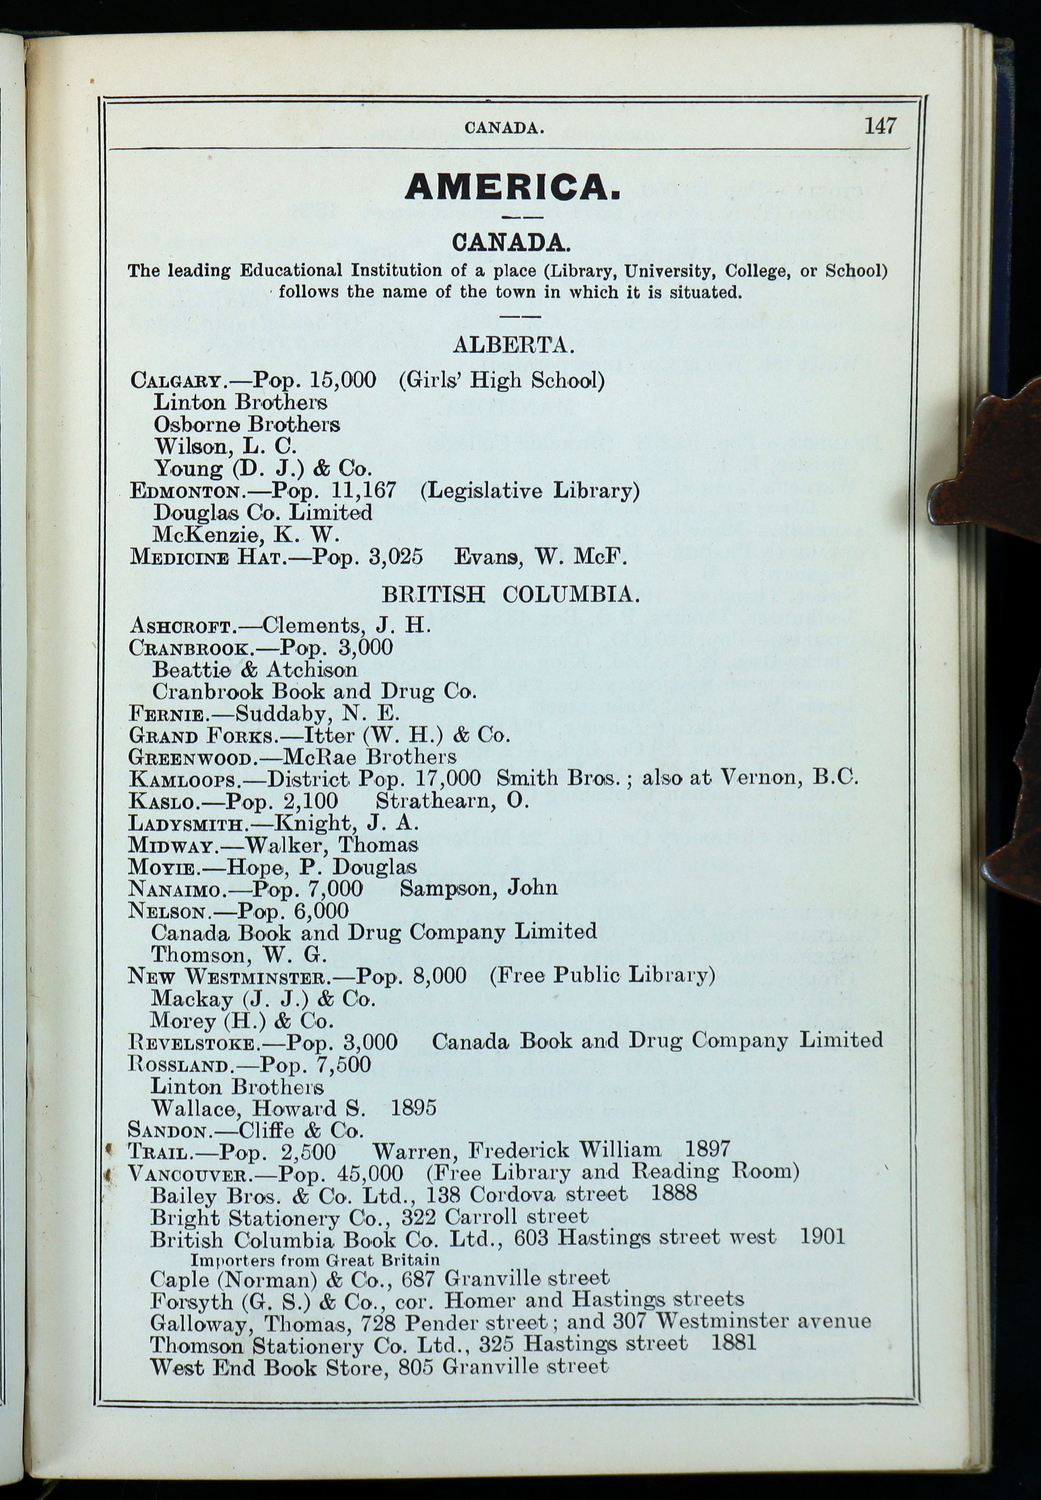 CANADA. 147
AMERICA.
CANADA.
The leading Educational Institution of a place (Library, University, College, or School)
follows the name of the town in which it is situated.
ALBERTA.
CALGARY.—Pop. 15,000 (Girls' High School)
Linton Brothers
Osborne Brothers
Wilson, L. C.
Young (D. J.) & Co.
EDMONTON.—Pop. 11,167 (Legislative Library)
Douglas Co. Limited
McKenzie, K. W.
MEDICINE HAT.—Pop. 3,025 Evans, W. McF.
BRITISH COLUMBIA.
ASHCROFT.—Clements, J. H.
CRANBROOK.—Pop. 3,000
Beattie & Atchison
Cranbrook Book and Drug Co.
FERNIE.—Suddaby, N. E.
GRAND FORKS.—Itter (W. H.) & Co.
GREENWOOD.—McRae Brothers
KAMLOOPS.—District Pop. 17,000 Smith Bros.; also at Vernon, B.C.
KASLO.—Pop. 2,100 Strathearn, O.
LADYSMITH.—Knight, J. A.
MIDWAY.—Walker, Thomas
MOYIE.—Hope, P. Douglas
NANAIMO.—Pop. 7,000 Sampson, John
NELSON.—Pop. 6,000
Canada Book and Drug Company Limited
Thomson, W. G.
NEW WESTMINSTER.—Pop. 8,000 (Free Public Library)
Mackay (J. J.) & Co.
Morey (H.) & Co.
REVELSTOKE.—Pop. 3,000 Canada Book and Drug Company Limited
ROSSLAND.—Pop. 7,500
Linton Brothers
Wallace, Howard S. 1895
SANDON.—Cliffe & Co.
TRAIL.—Pop. 2,500 Warren, Frederick William 1897
VANCOUVER.—Pop. 45,000 (Free Library and Reading Room)
Bailey Bros. & Co. Ltd., 138 Cordova street 1888
Bright Stationery Co., 322 Carroll street
British Columbia Book Co. Ltd., 603 Hastings street west 1901
Importers from Great Britain
Caple (Norman) & Co., 687 Granville street
Forsyth (G. S.) & Co., cor. Homer and Hastings streets
Galloway, Thomas, 728 Pender street; and 307 Westminster avenue
Thomson Stationery Co. Ltd., 325 Hastings street 1881
West End Book Store, 805 Granville street